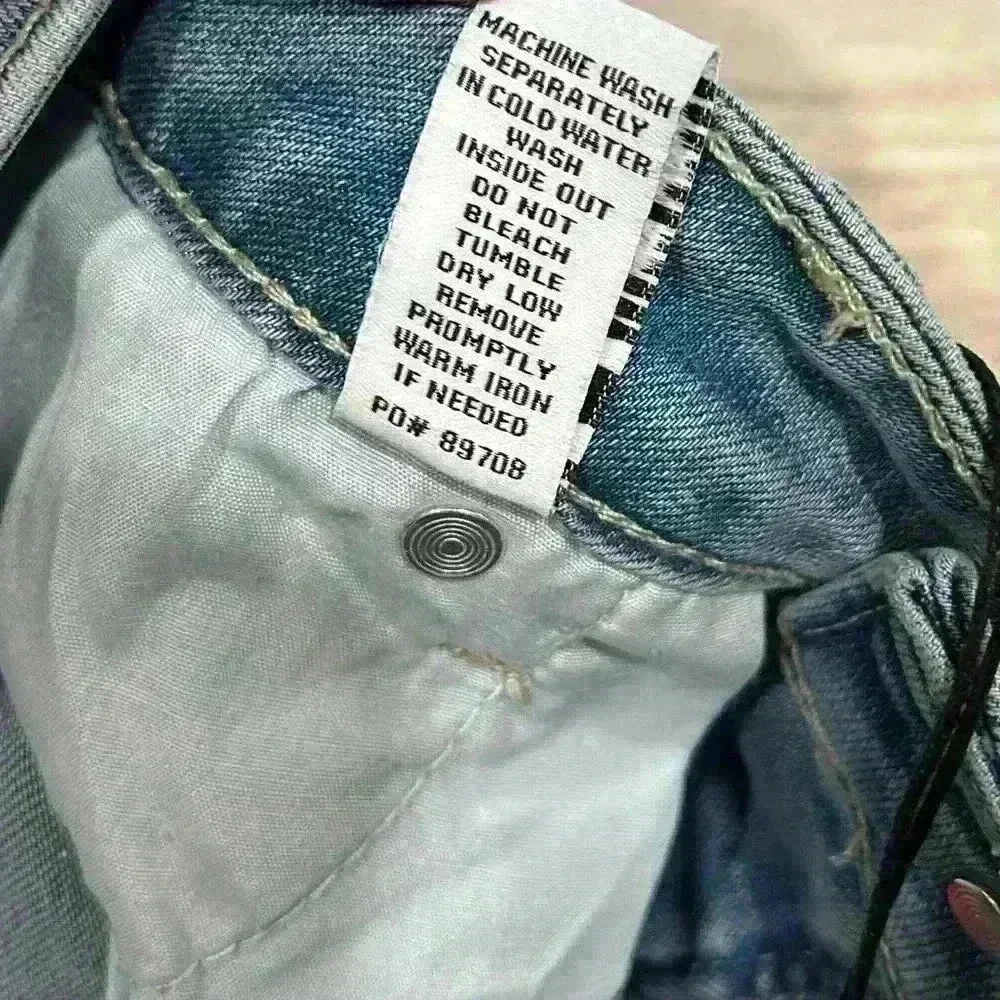 MACHINE WASH
SEPARATELY
IN COLD WATER
WASH
INSIDE OUT
DO NOT
BLEACH
TUMBLE
DRY LOW
REMOVE
PROMPTLY
WARM IRON
IF NEEDED
PO# 89708